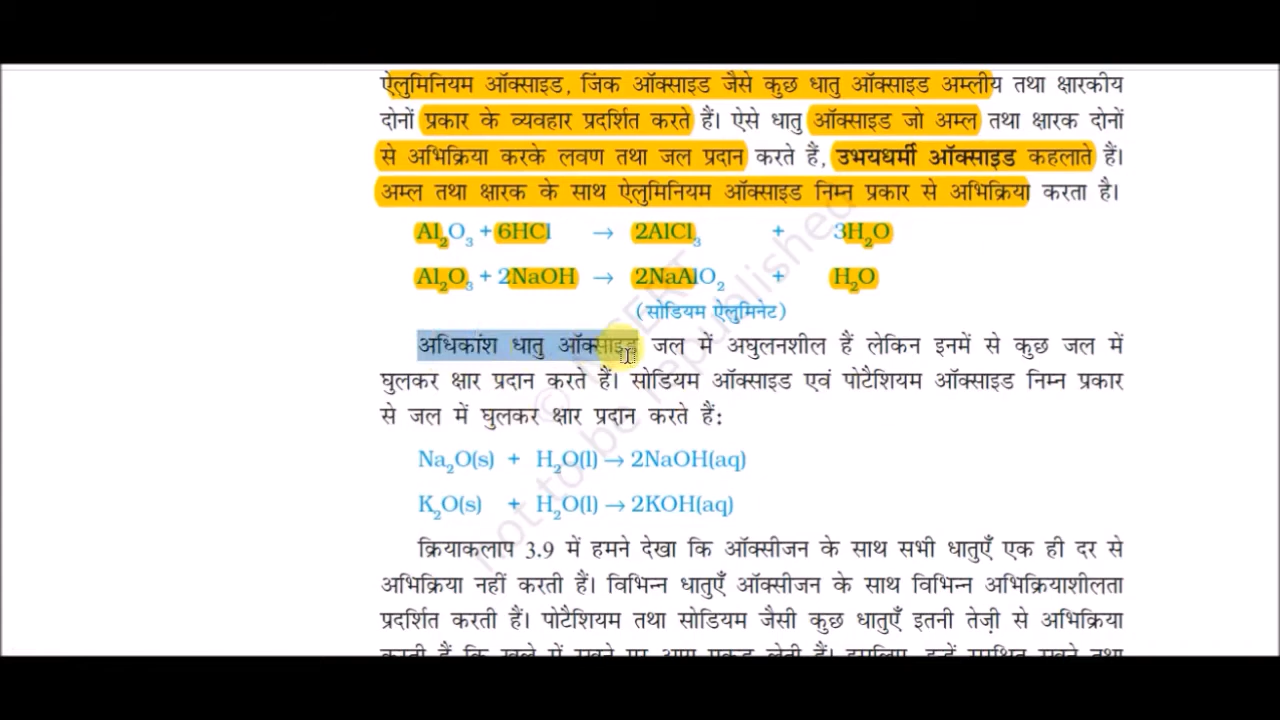 ऐलुमिनियम ऑक्साइड, जिंक ऑक्साइड जैसे कुछ धातु ऑक्साइड अम्लीय तथा क्षारकीय
दोनों प्रकार के व्यवहार प्रदर्शित करते हैं। ऐसे धातु ऑक्साइड जो अम्ल तथा क्षारक दोनों
से अभिक्रिया करके लवण तथा जल प्रदान करते हैं, उभयधर्मी ऑक्साइड कहलाते हैं।
अम्ल तथा क्षारक के साथ ऐलुमिनियम ऑक्साइड निम्न प्रकार से अभिक्रिया करता है।
Al₂O₃ + 6HCl → 2AlCl₃ + 3H₂O
Al₂O₃ + 2NaOH → 2NaAlO₂ + H₂O
(सोडियम ऐलुमिनेट)
अधिकांश धातु ऑक्साइड जल में अघुलनशील हैं लेकिन इनमें से कुछ जल में
घुलकर क्षार प्रदान करते हैं। सोडियम ऑक्साइड एवं पोटैशियम ऑक्साइड निम्न प्रकार
से जल में घुलकर क्षार प्रदान करते हैं:
Na₂O(s) + H₂O(l) → 2NaOH(aq)
K₂O(s) + H₂O(l) → 2KOH(aq)
क्रियाकलाप 3.9 में हमने देखा कि ऑक्सीजन के साथ सभी धातुएँ एक ही दर से
अभिक्रिया नहीं करती हैं। विभिन्न धातुएँ ऑक्सीजन के साथ विभिन्न अभिक्रियाशीलता
प्रदर्शित करती हैं। पोटैशियम तथा सोडियम जैसी कुछ धातुएँ इतनी तेज़ी से अभिक्रिया
© NCERT
not to be republished